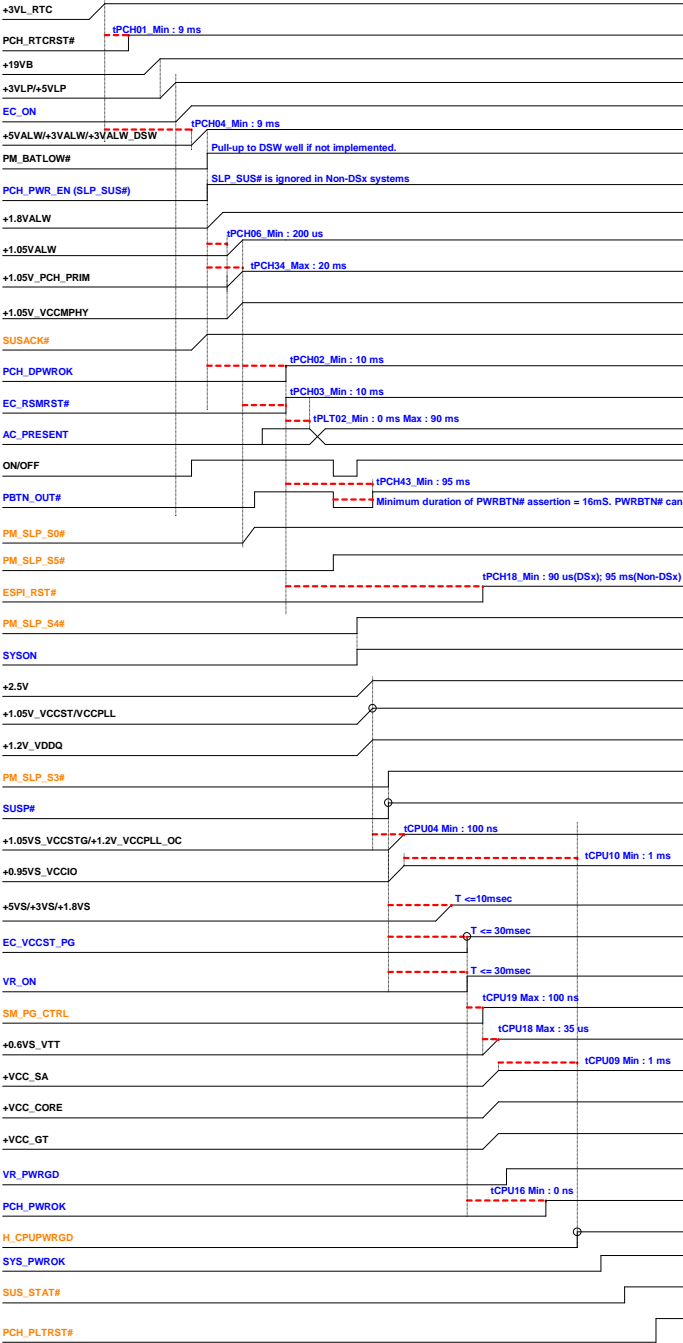 +3VL_RTC
tPCH01_Min : 9 ms
PCH_RTCRST#
+19VB
+3VLP/+5VLP
EC_ON
tPCH04_Min : 9 ms
+5VALW/+3VALW/+3VALW_DSW
Pull-up to DSW well if not implemented.
PM_BATLOW#
SLP_SUS# is ignored in Non-DSx systems
PCH_PWR_EN (SLP_SUS#)
+1.8VALW
tPCH06_Min : 200 us
+1.05VALW
tPCH34_Max : 20 ms
+1.05V_PCH_PRIM
+1.05V_VCCMPHY
SUSACK#
tPCH02_Min : 10 ms
PCH_DPWROK
tPCH03_Min : 10 ms
EC_RSMRST#
tPLT02_Min : 0 ms Max : 90 ms
AC_PRESENT
ON/OFF
tPCH43_Min : 95 ms
PBTN_OUT#
Minimum duration of PWRBTN# assertion = 16mS. PWRBTN# can
PM_SLP_S0#
PM_SLP_S5#
tPCH18_Min : 90 us(DSx); 95 ms(Non-DSx)
ESPI_RST#
PM_SLP_S4#
SYSON
+2.5V
+1.05V_VCCST/VCCPLL
+1.2V_VDDQ
PM_SLP_S3#
SUSP#
tCPU04 Min : 100 ns
+1.05VS_VCCSTG/+1.2V_VCCPLL_OC
tCPU10 Min : 1 ms
+0.95VS_VCCIO
T <=10msec
+5VS/+3VS/+1.8VS
T <= 30msec
EC_VCCST_PG
T <= 30msec
VR_ON
tCPU19 Max : 100 ns
SM_PG_CTRL
tCPU18 Max : 35 us
+0.6VS_VTT
tCPU09 Min : 1 ms
+VCC_SA
+VCC_CORE
+VCC_GT
VR_PWRGD
tCPU16 Min : 0 ns
PCH_PWROK
H_CPUPWRGD
SYS_PWROK
SUS_STAT#
PCH_PLTRST#